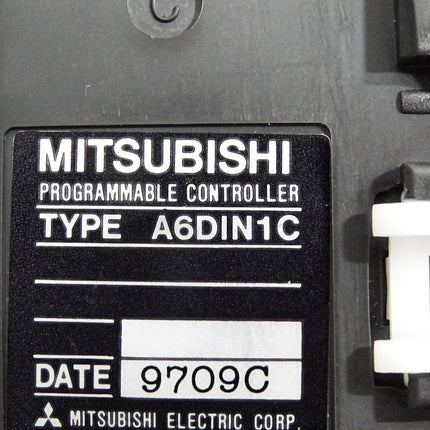 MITSUBISHI
PROGRAMMABLE CONTROLLER
TYPE A6DIN1C
DATE 9709C
MITSUBISHI ELECTRIC CORP.